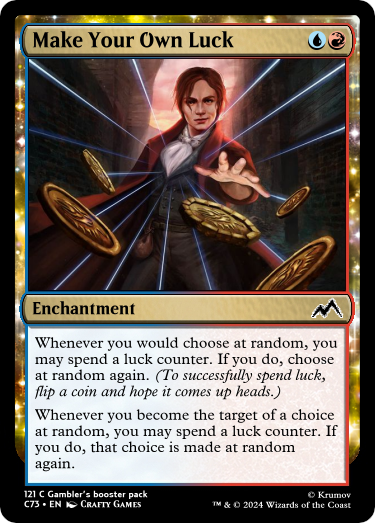 Make Your Own Luck
Enchantment
Whenever you would choose at random, you
may spend a luck counter. If you do, choose
at random again. (To successfully spend luck,
flip a coin and hope it comes up heads.)
Whenever you become the target of a choice
at random, you may spend a luck counter. If
you do, that choice is made at random
again.
121 C Gambler's booster pack
C73 • EN Crafty Games
© Krumov
™ & © 2024 Wizards of the Coast